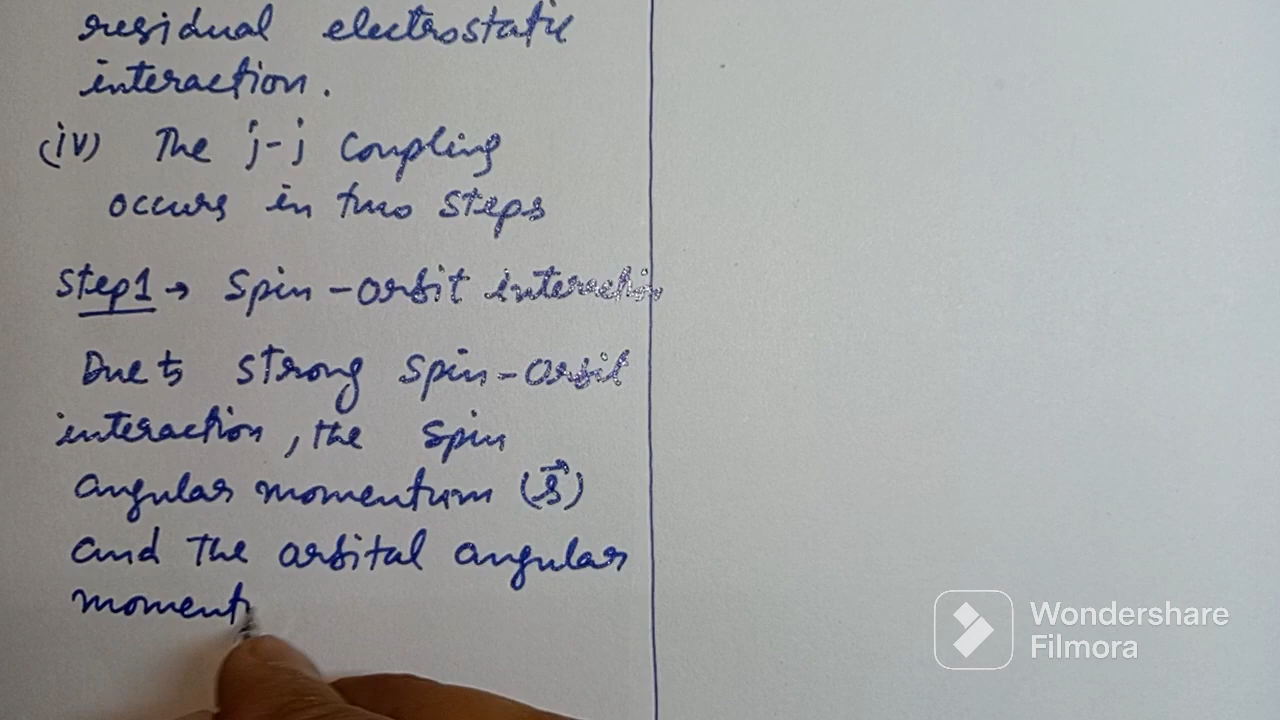 residual electrostatic
interaction.
(iv) The j-j coupling
occurs in two steps
Step1 → Spin-orbit interaction
Due to strong spin-orbit
interaction, the spin
angular momentum (s⃗)
and the orbital angular
moment
Wondershare
Filmora